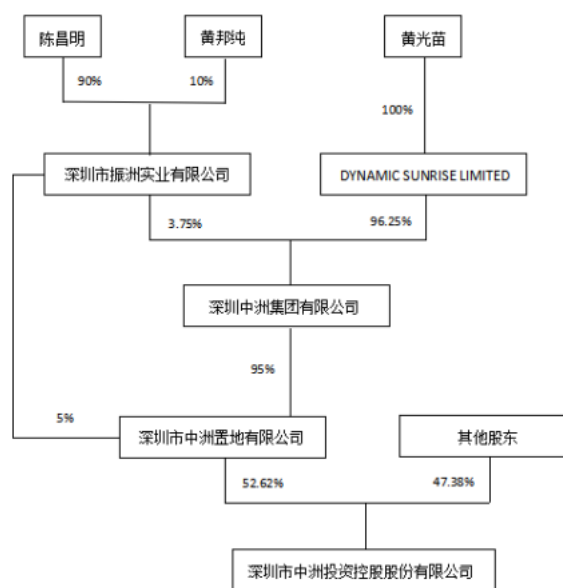 陈昌明
黄邦纯
黄光苗
90%
10%
100%
深圳市振洲实业有限公司
DYNAMIC SUNRISE LIMITED
3.75%
96.25%
深圳中洲集团有限公司
95%
5%
深圳市中洲置地有限公司
其他股东
52.62%
47.38%
深圳市中洲投资控股股份有限公司